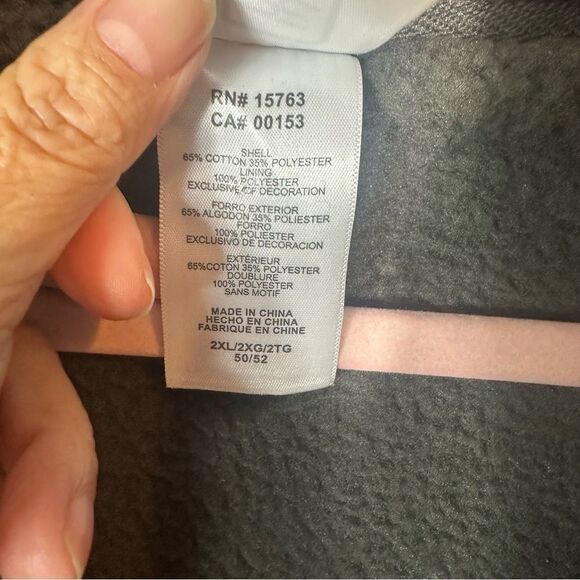 RN# 15763
CA# 00153
SHELL
65% COTTON 35% POLYESTER
LINING
100% POLYESTER
EXCLUSIVE OF DECORATION
FORRO EXTERIOR
65% ALGODON 35% POLIESTER
FORRO
100% POLIESTER
EXCLUSIVO DE DECORACION
EXTÉRIEUR
65%COTON 35% POLYESTER
DOUBLURE
100% POLYESTER
SANS MOTIF
MADE IN CHINA
HECHO EN CHINA
FABRIQUE EN CHINE
2XL/2XG/2TG
50/52